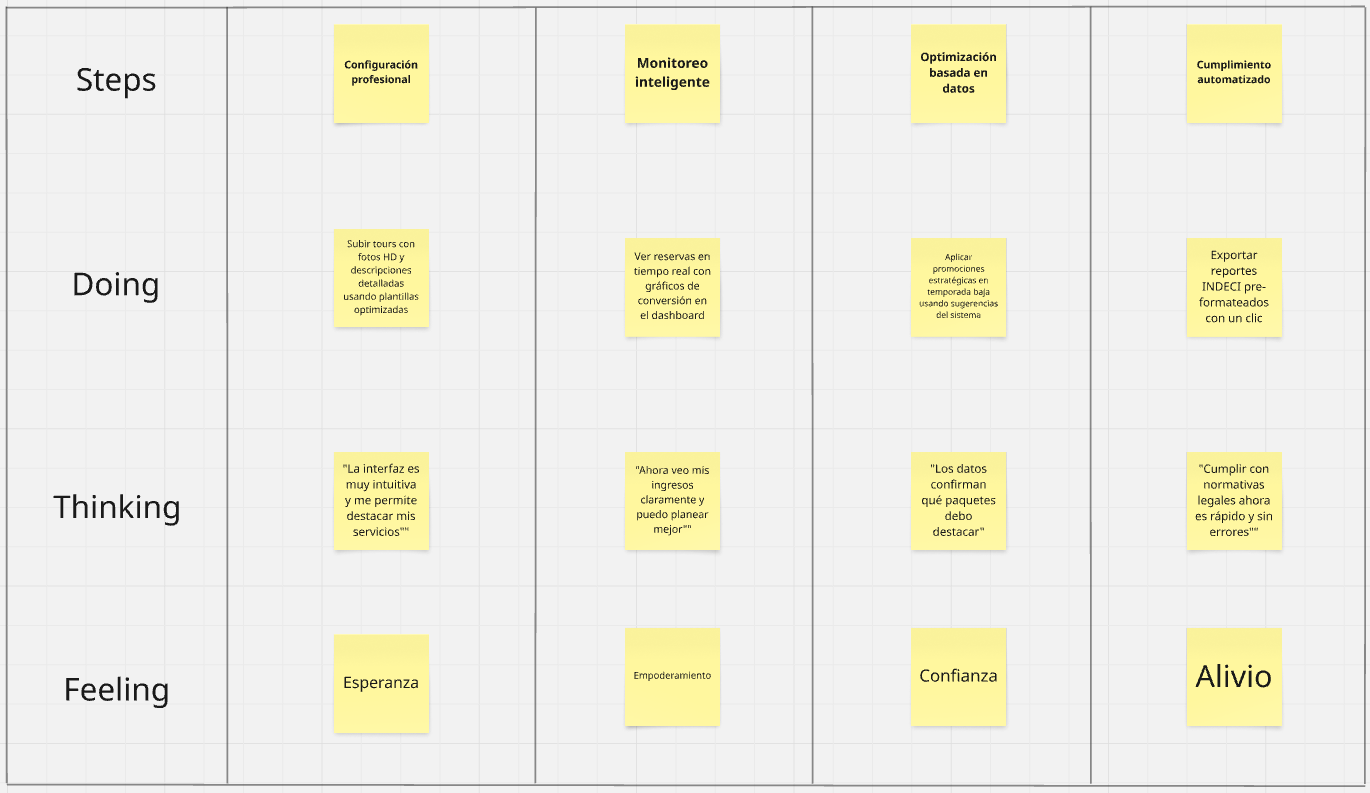 Steps
Configuración
profesional
Monitoreo
inteligente
Optimización
basada en
datos
Cumplimiento
automatizado
Doing
Subir tours con
fotos HD y
descripciones
detalladas
usando plantillas
optimizadas
Ver reservas en
tiempo real con
gráficos de
conversión en
el dashboard
Aplicar
promociones
estratégicas en
temporada baja
usando sugerencias
del sistema
Exportar
reportes
INDECI pre-
formateados
con un clic
Thinking
"La interfaz es
muy intuitiva
y me permite
destacar mis
servicios""
"Ahora veo mis
ingresos
claramente y
puedo planear
mejor""
"Los datos
confirman
qué paquetes
debo
destacar"
"Cumplir con
normativas
legales ahora
es rápido y sin
errores""
Feeling
Esperanza
Empoderamiento
Confianza
Alivio